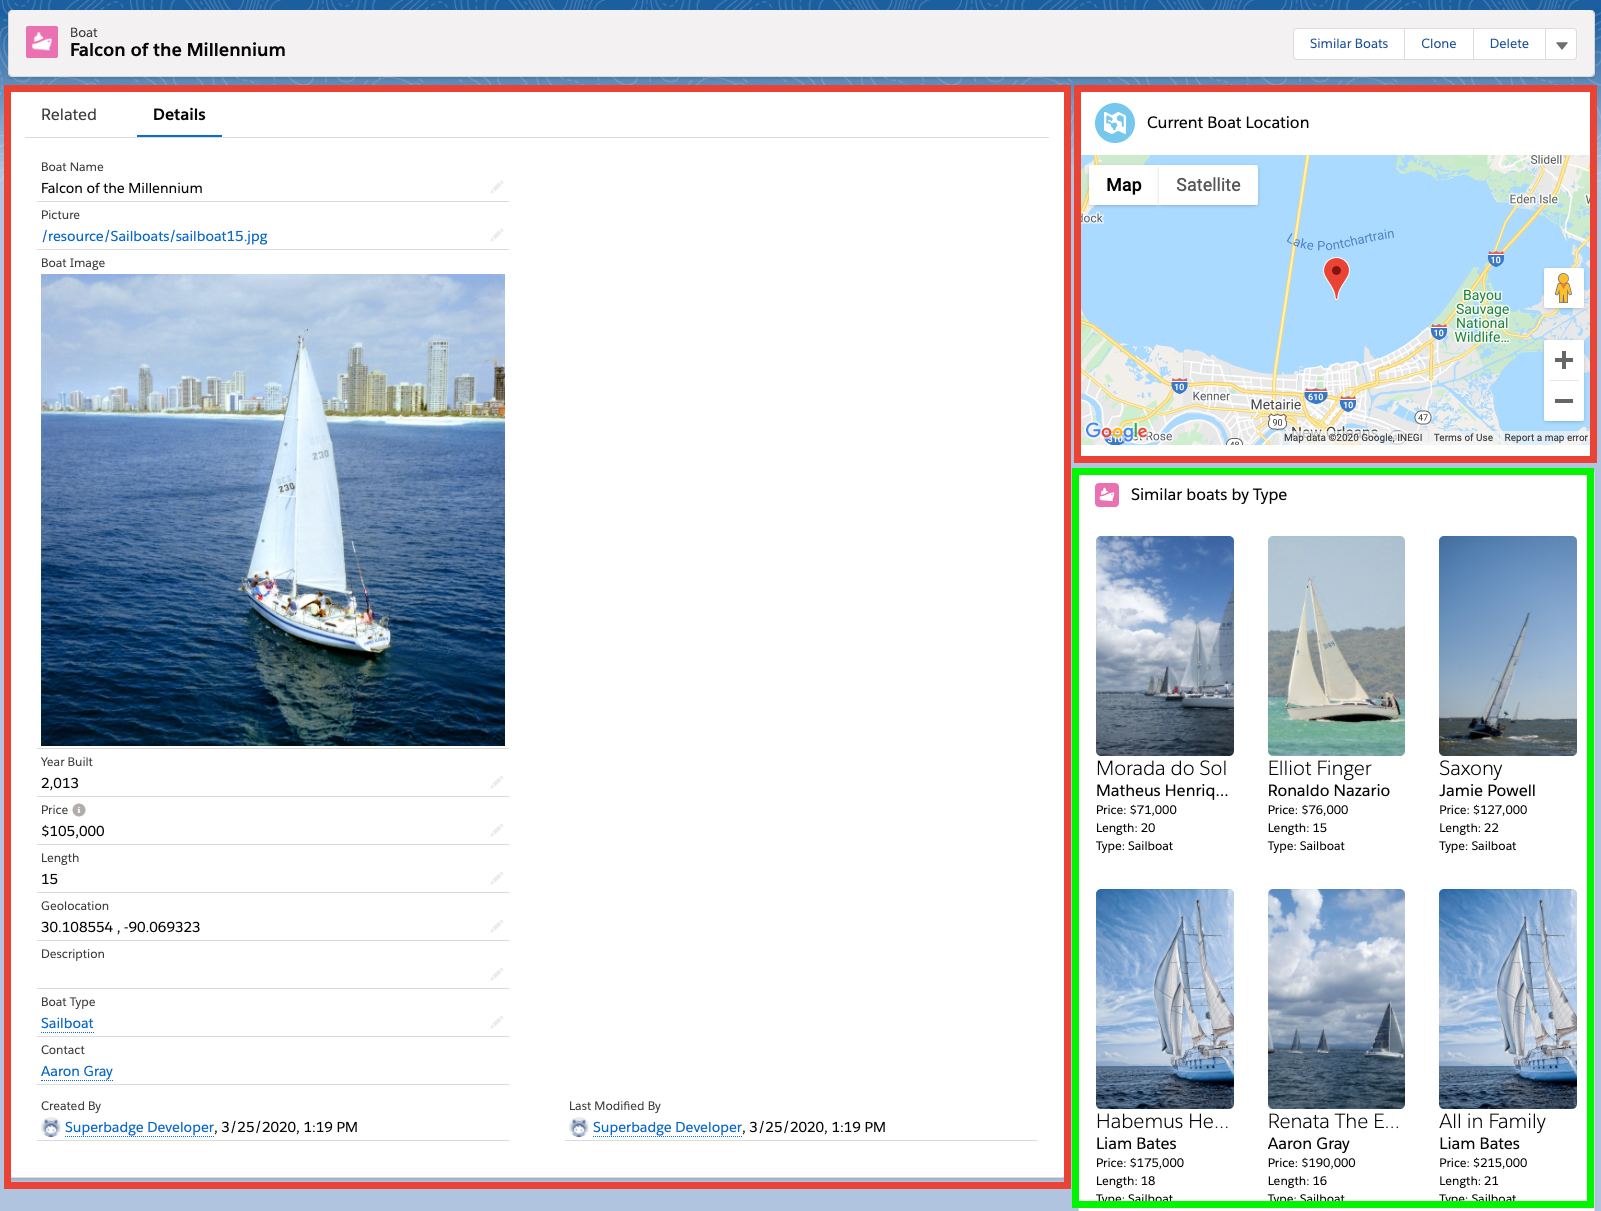 Boat
Falcon of the Millennium
Similar Boats
Clone
Delete
Related
Details
Boat Name
Falcon of the Millennium
Picture
/resource/Sailboats/sailboat15.jpg
Boat Image
230
230
Year Built
2,013
Price
$105,000
Length
15
Geolocation
30.108554 , -90.069323
Description
Boat Type
Sailboat
Contact
Aaron Gray
Created By
Superbadge Developer, 3/25/2020, 1:19 PM
Last Modified By
Superbadge Developer, 3/25/2020, 1:19 PM
Current Boat Location
Map
Satellite
Slidell
Eden Isle
Lake Pontchartrain
10
Bayou
Sauvage
National
Wildlife...
10
10
Kenner
Metairie
610
10
90
47
New Orleans
Rose
Google
Map data ©2020 Google, INEGI
Terms of Use
Report a map error
Similar boats by Type
Morada do Sol
Matheus Henriq...
Price: $71,000
Length: 20
Type: Sailboat
Elliot Finger
Ronaldo Nazario
Price: $76,000
Length: 15
Type: Sailboat
Saxony
Jamie Powell
Price: $127,000
Length: 22
Type: Sailboat
Habemus He...
Liam Bates
Price: $175,000
Length: 18
Type: Sailboat
Renata The E...
Aaron Gray
Price: $190,000
Length: 16
Type: Sailboat
All in Family
Liam Bates
Price: $215,000
Length: 21
Type: Sailboat